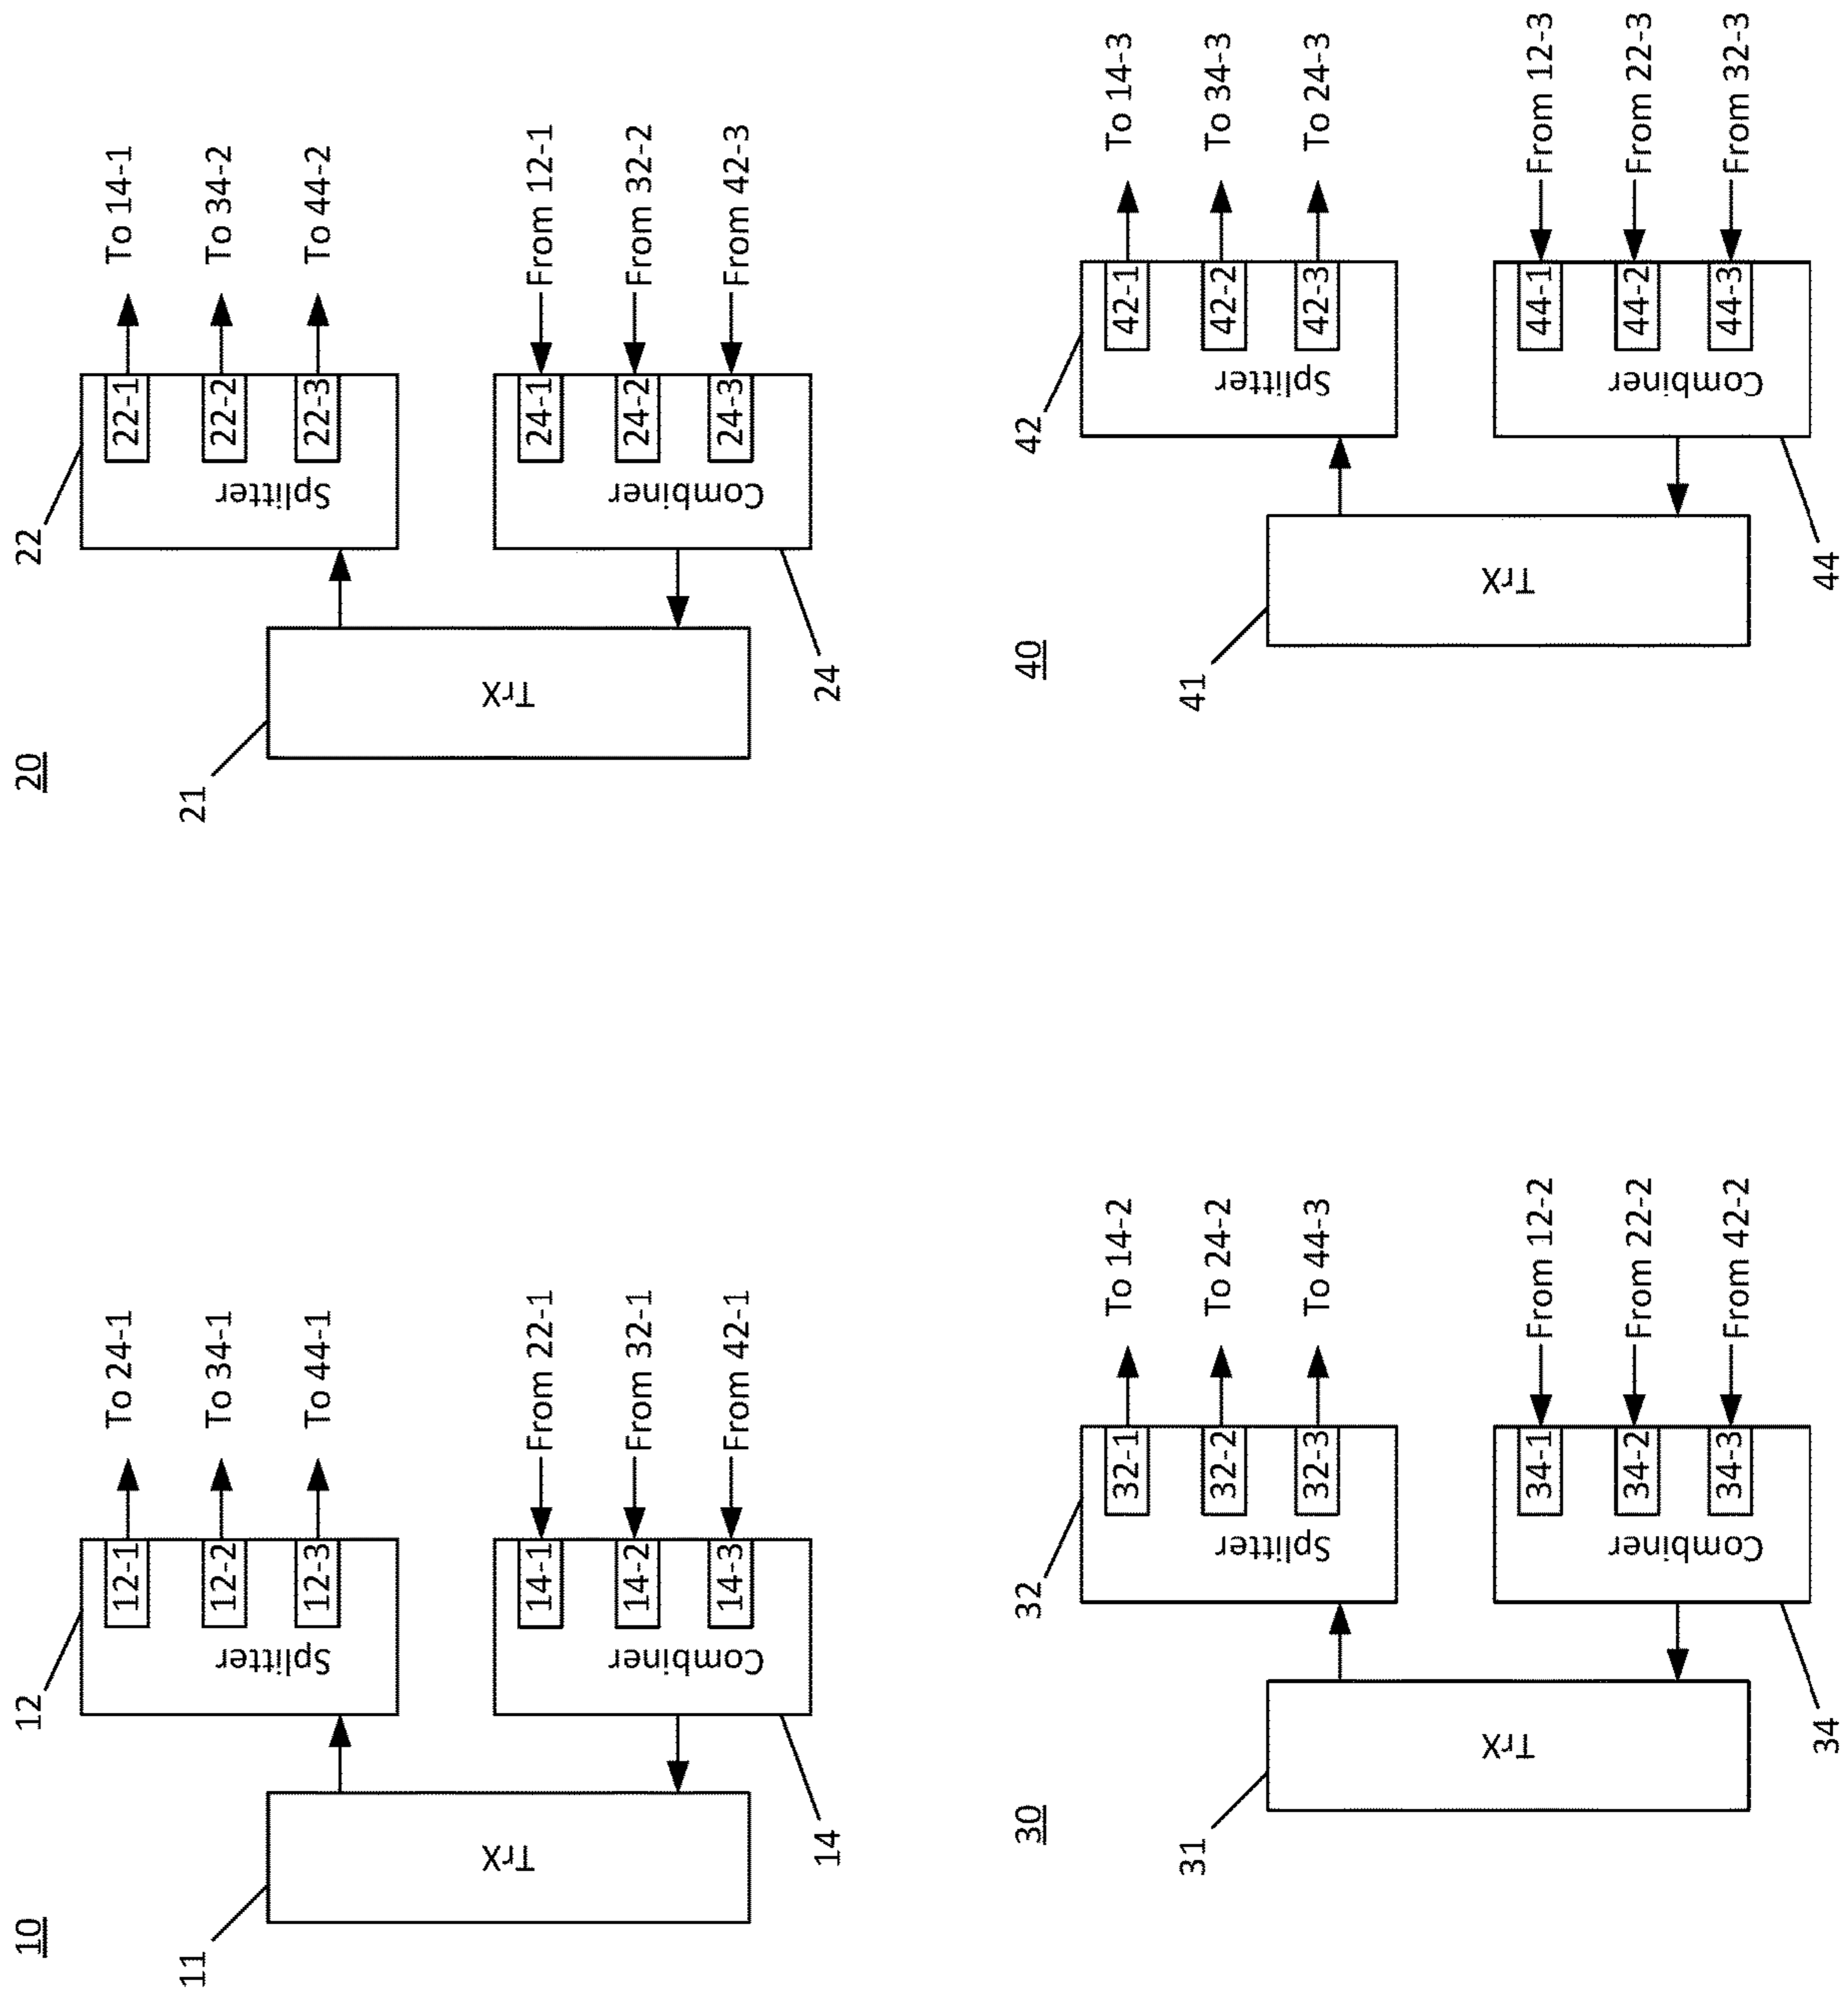 10
11
TrX
12
Splitter
12-1
To 24-1
12-2
To 34-1
12-3
To 44-1
14
Combiner
14-1
From 22-1
14-2
From 32-1
14-3
From 42-1
20
21
TrX
22
Splitter
22-1
To 14-1
22-2
To 34-2
22-3
To 44-2
24
Combiner
24-1
From 12-1
24-2
From 32-2
24-3
From 42-3
30
31
TrX
32
Splitter
32-1
To 14-2
32-2
To 24-2
32-3
To 44-3
34
Combiner
34-1
From 12-2
34-2
From 22-2
34-3
From 42-2
40
41
TrX
42
Splitter
42-1
To 14-3
42-2
To 34-3
42-3
To 24-3
44
Combiner
44-1
From 12-3
44-2
From 22-3
44-3
From 32-3